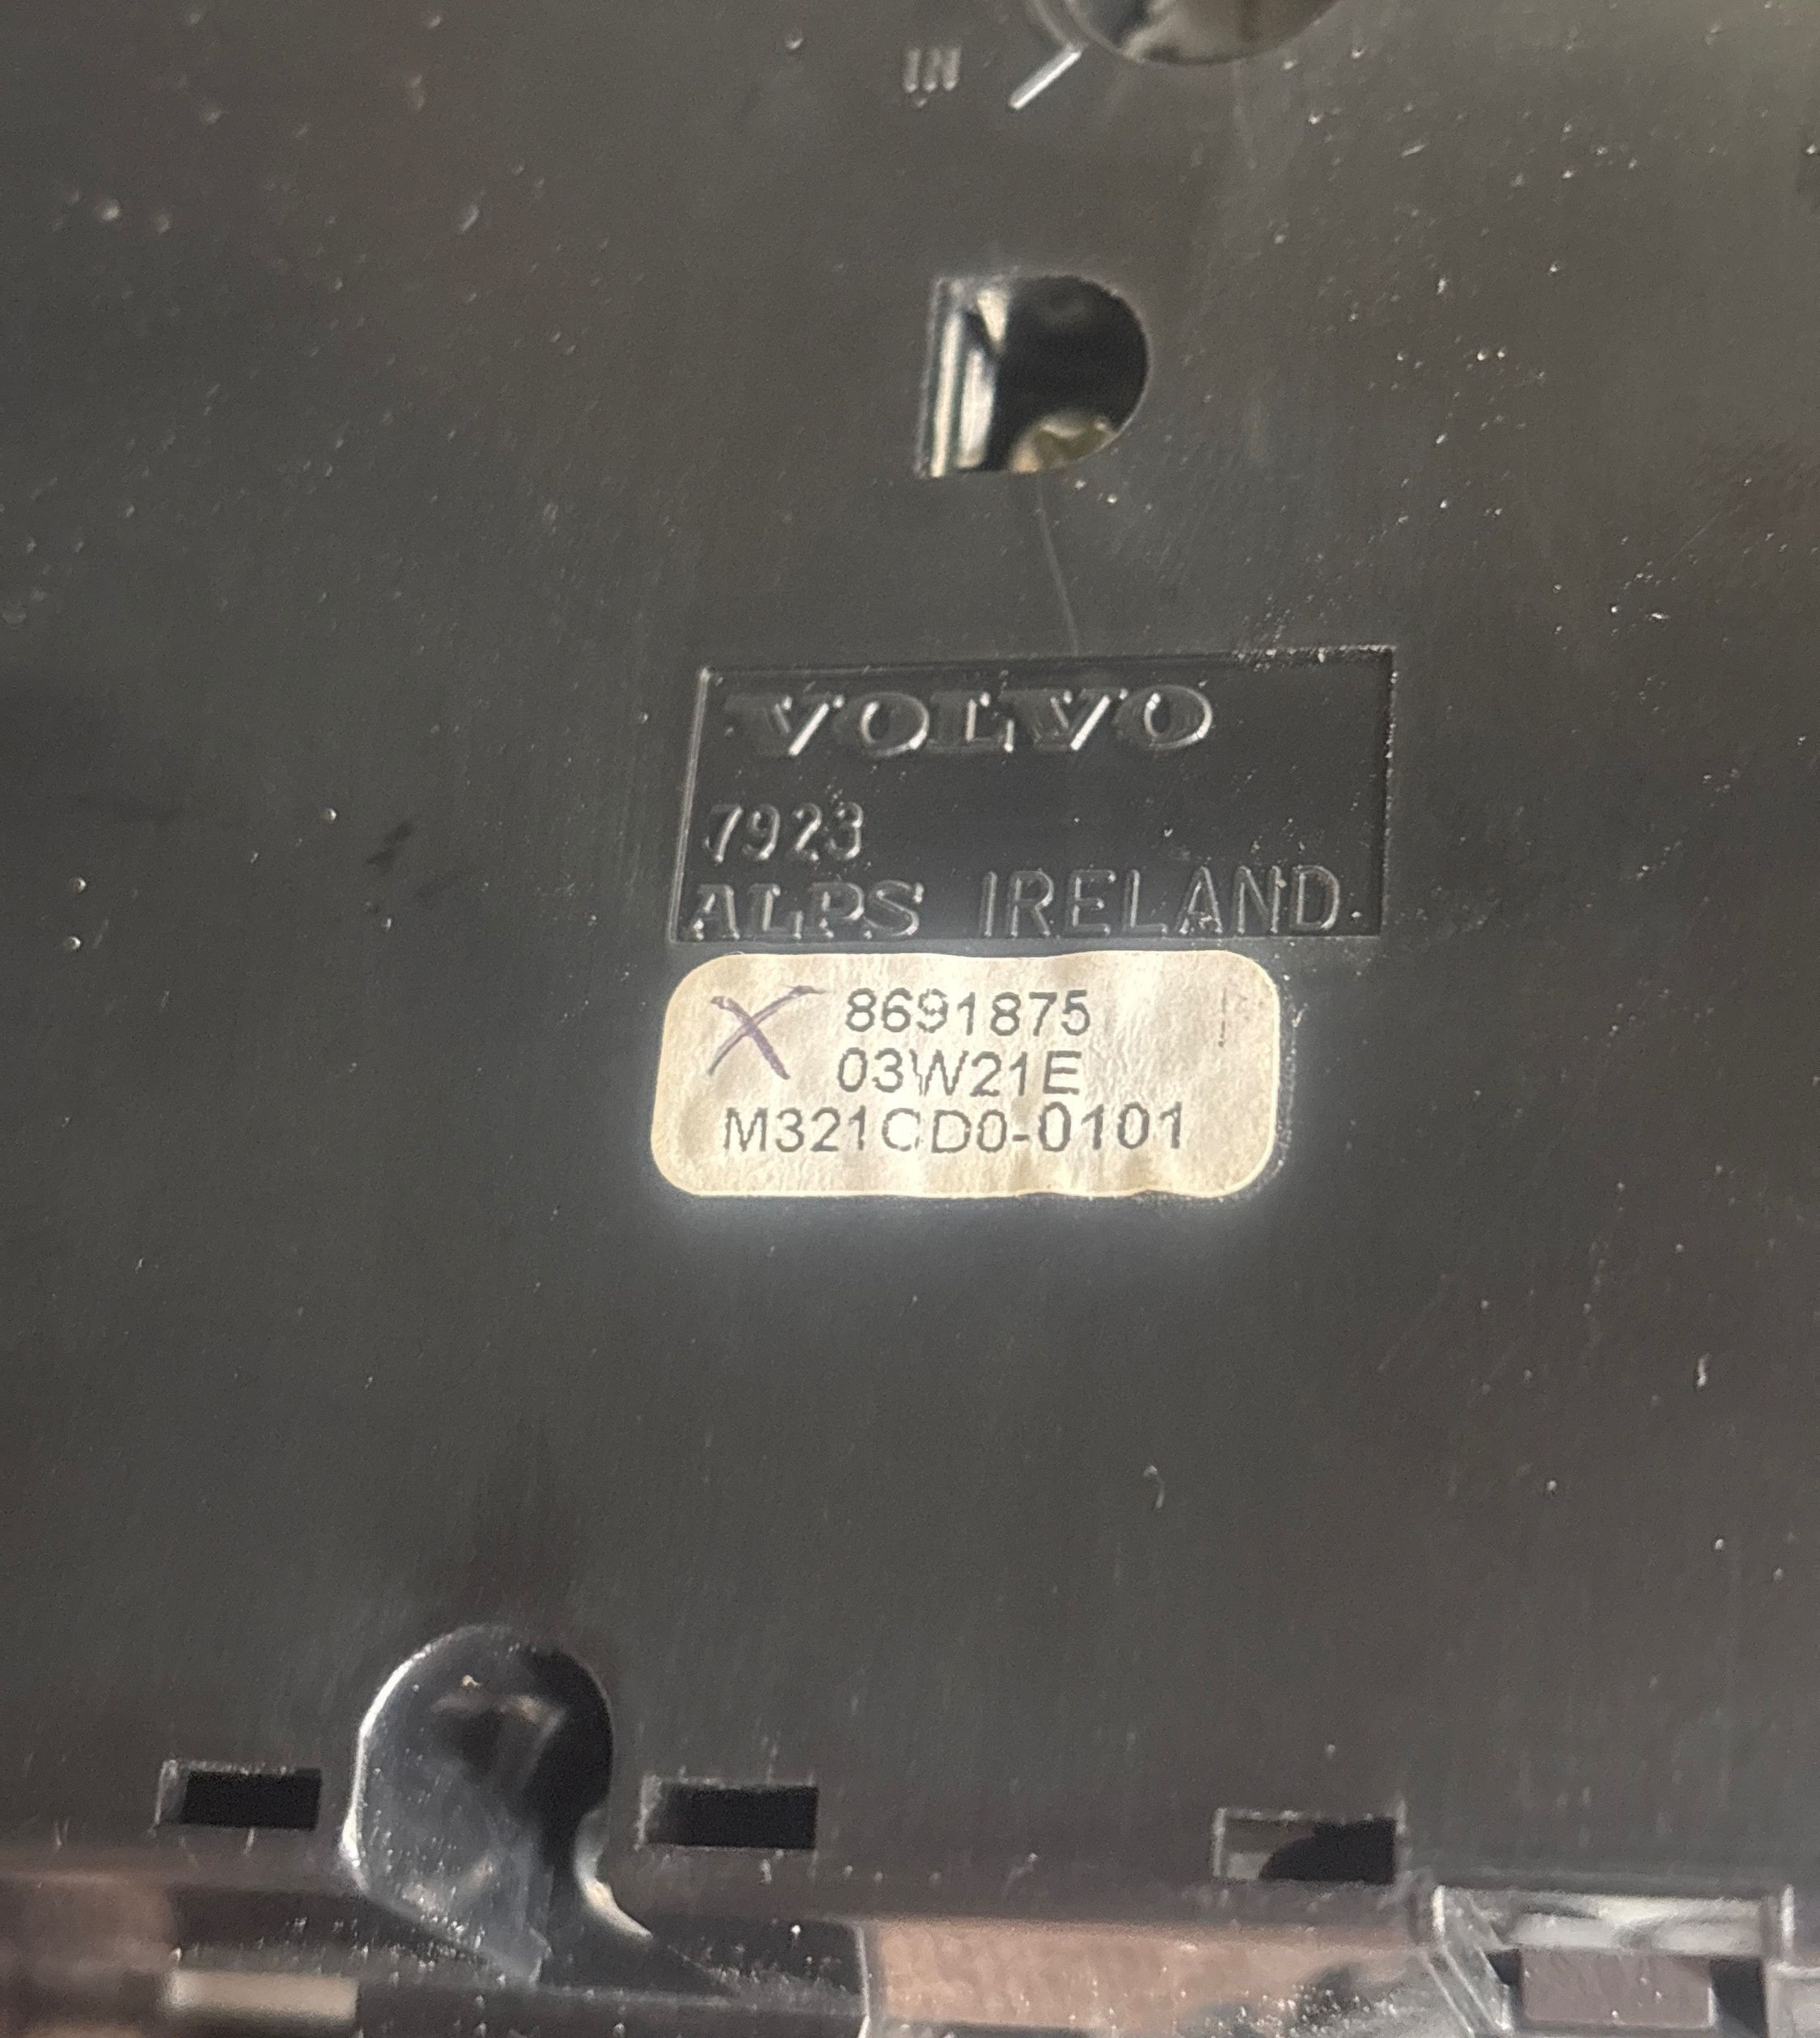 IN
VOLVO
7923
ALPS IRELAND.
8691875
03W21E
M321CD0-0101